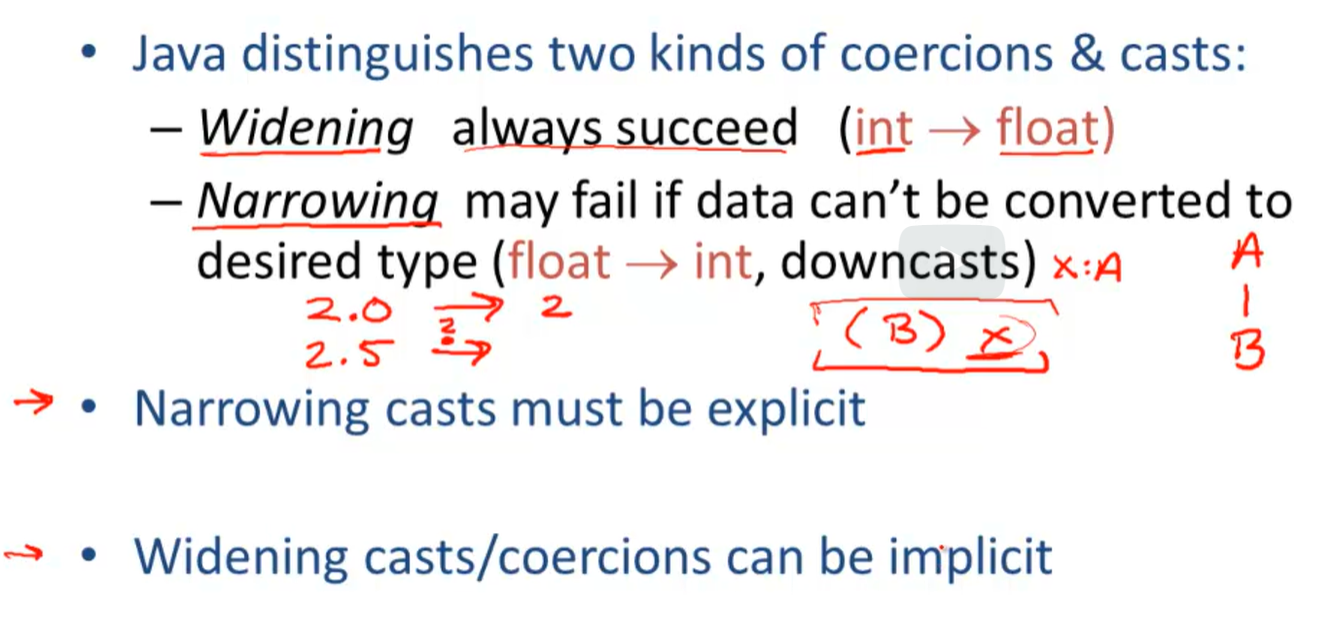 • Java distinguishes two kinds of coercions & casts:
– Widening always succeed (int → float)
– Narrowing may fail if data can't be converted to
desired type (float → int, downcasts) x:A
A
|
B
2.0 → 2
2.5 ?→
(B) x
→ • Narrowing casts must be explicit
→ • Widening casts/coercions can be implicit